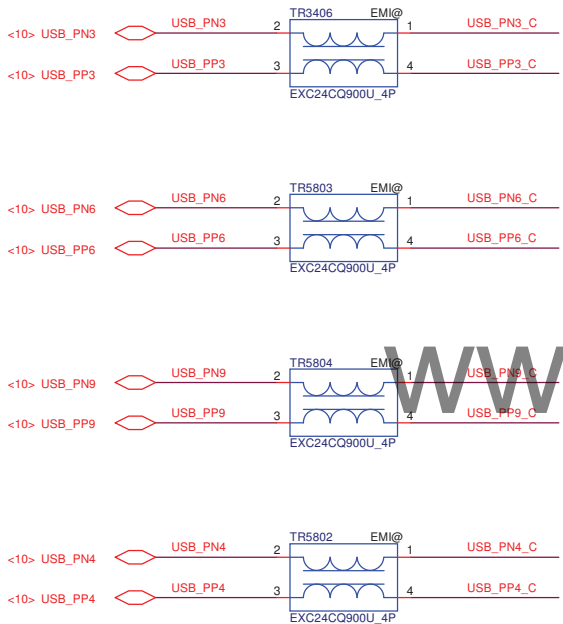 TR3406 EMI@
<10> USB_PN3 USB_PN3 2 1 USB_PN3_C
<10> USB_PP3 USB_PP3 3 4 USB_PP3_C
EXC24CQ900U_4P
TR5803 EMI@
<10> USB_PN6 USB_PN6 2 1 USB_PN6_C
<10> USB_PP6 USB_PP6 3 4 USB_PP6_C
EXC24CQ900U_4P
TR5804 EMI@
WW
<10> USB_PN9 USB_PN9 2 1 USB_PN9_C
<10> USB_PP9 USB_PP9 3 4 USB_PP9_C
EXC24CQ900U_4P
TR5802 EMI@
<10> USB_PN4 USB_PN4 2 1 USB_PN4_C
<10> USB_PP4 USB_PP4 3 4 USB_PP4_C
EXC24CQ900U_4P